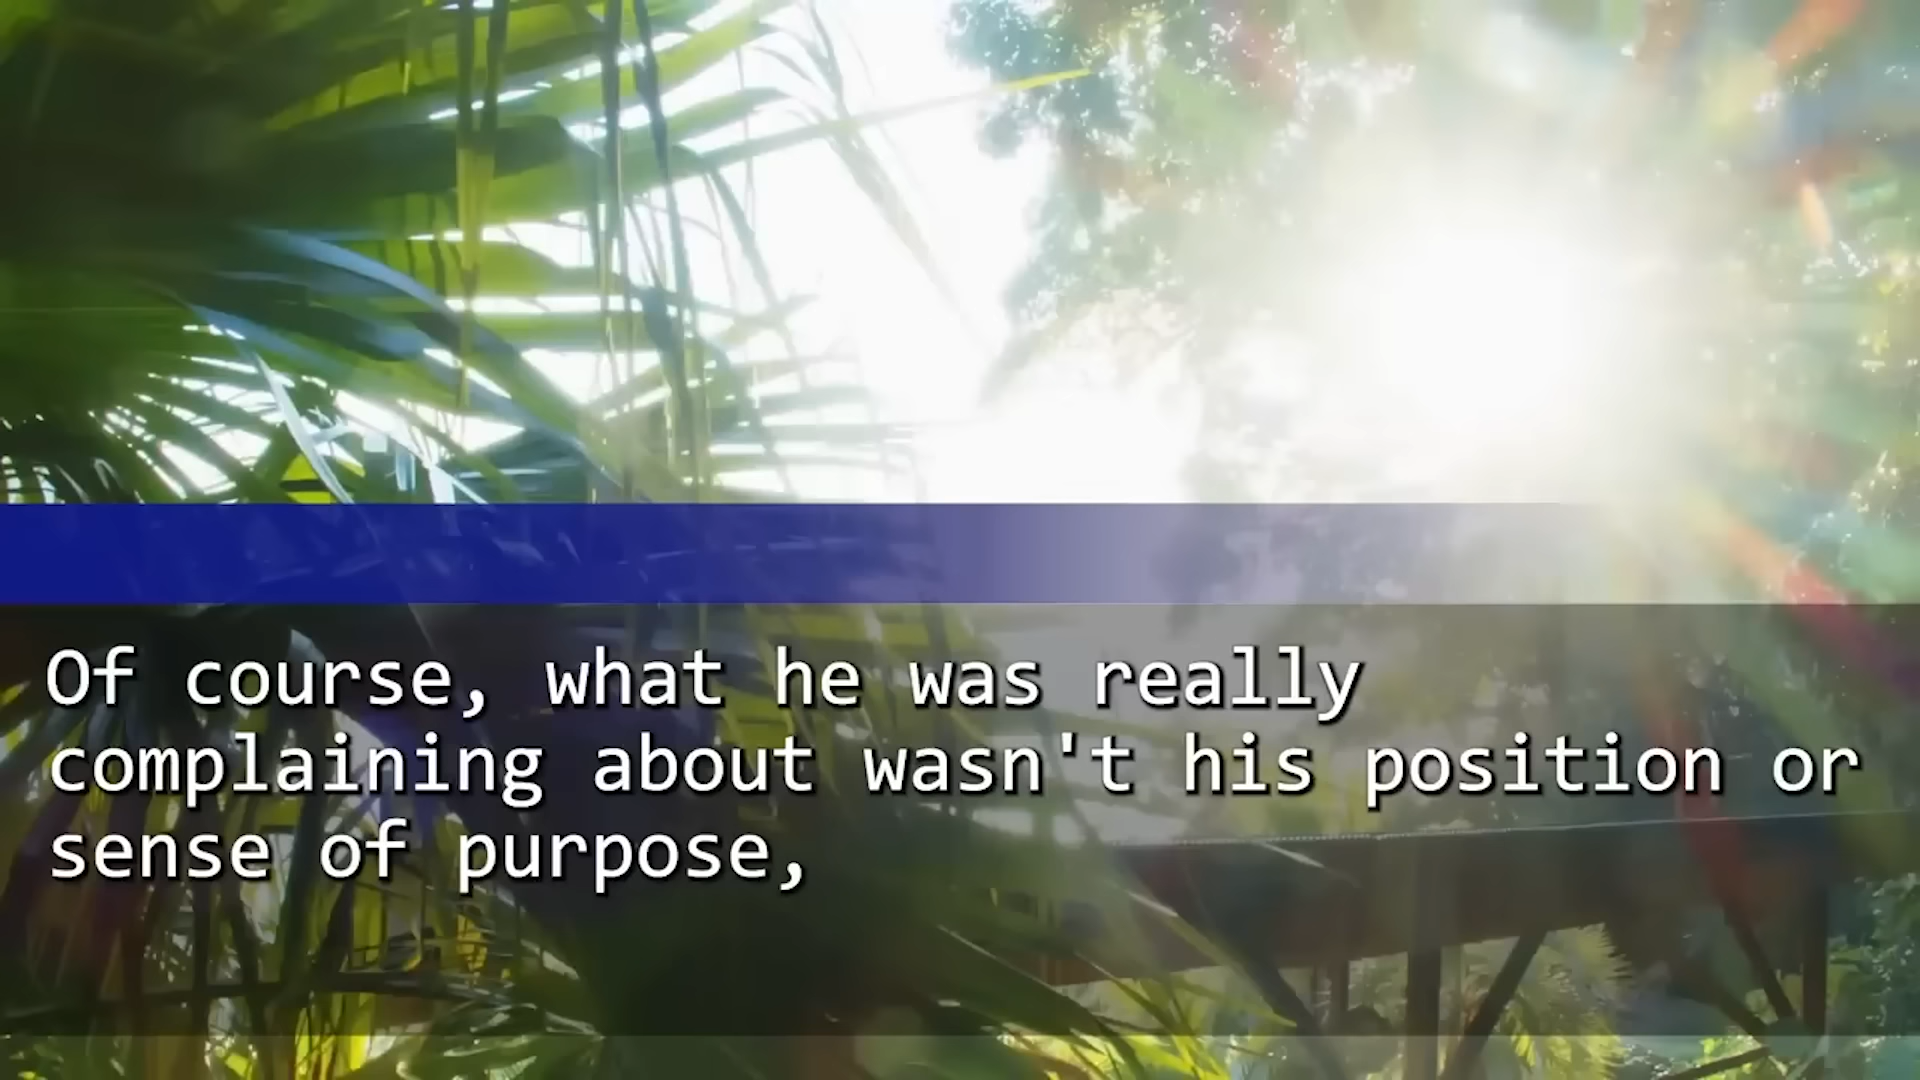 Of course, what he was really
complaining about wasn't his position or
sense of purpose,